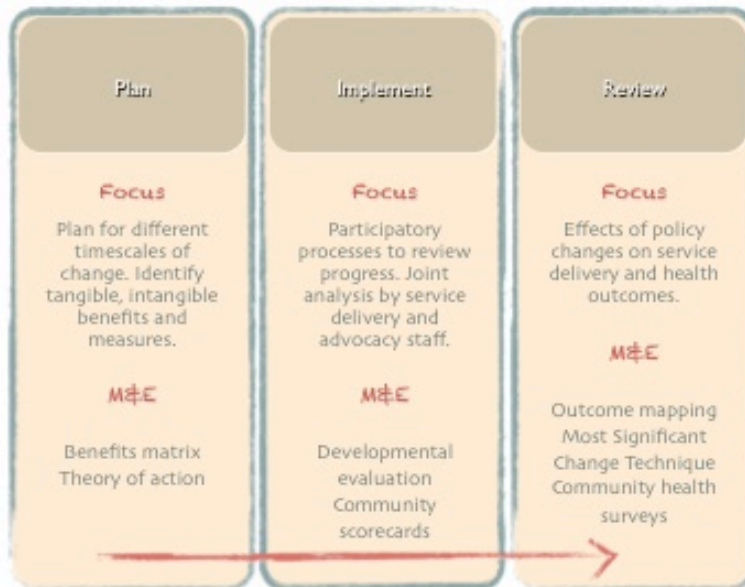 Plan
Focus
Plan for different
timescales of
change. Identify
tangible, intangible
benefits and
measures.
M&E
Benefits matrix
Theory of action
Implement
Focus
Participatory
processes to review
progress. Joint
analysis by service
delivery and
advocacy staff.
M&E
Developmental
evaluation
Community
scorecards
Review
Focus
Effects of policy
changes on service
delivery and health
outcomes.
M&E
Outcome mapping
Most Significant
Change Technique
Community health
surveys